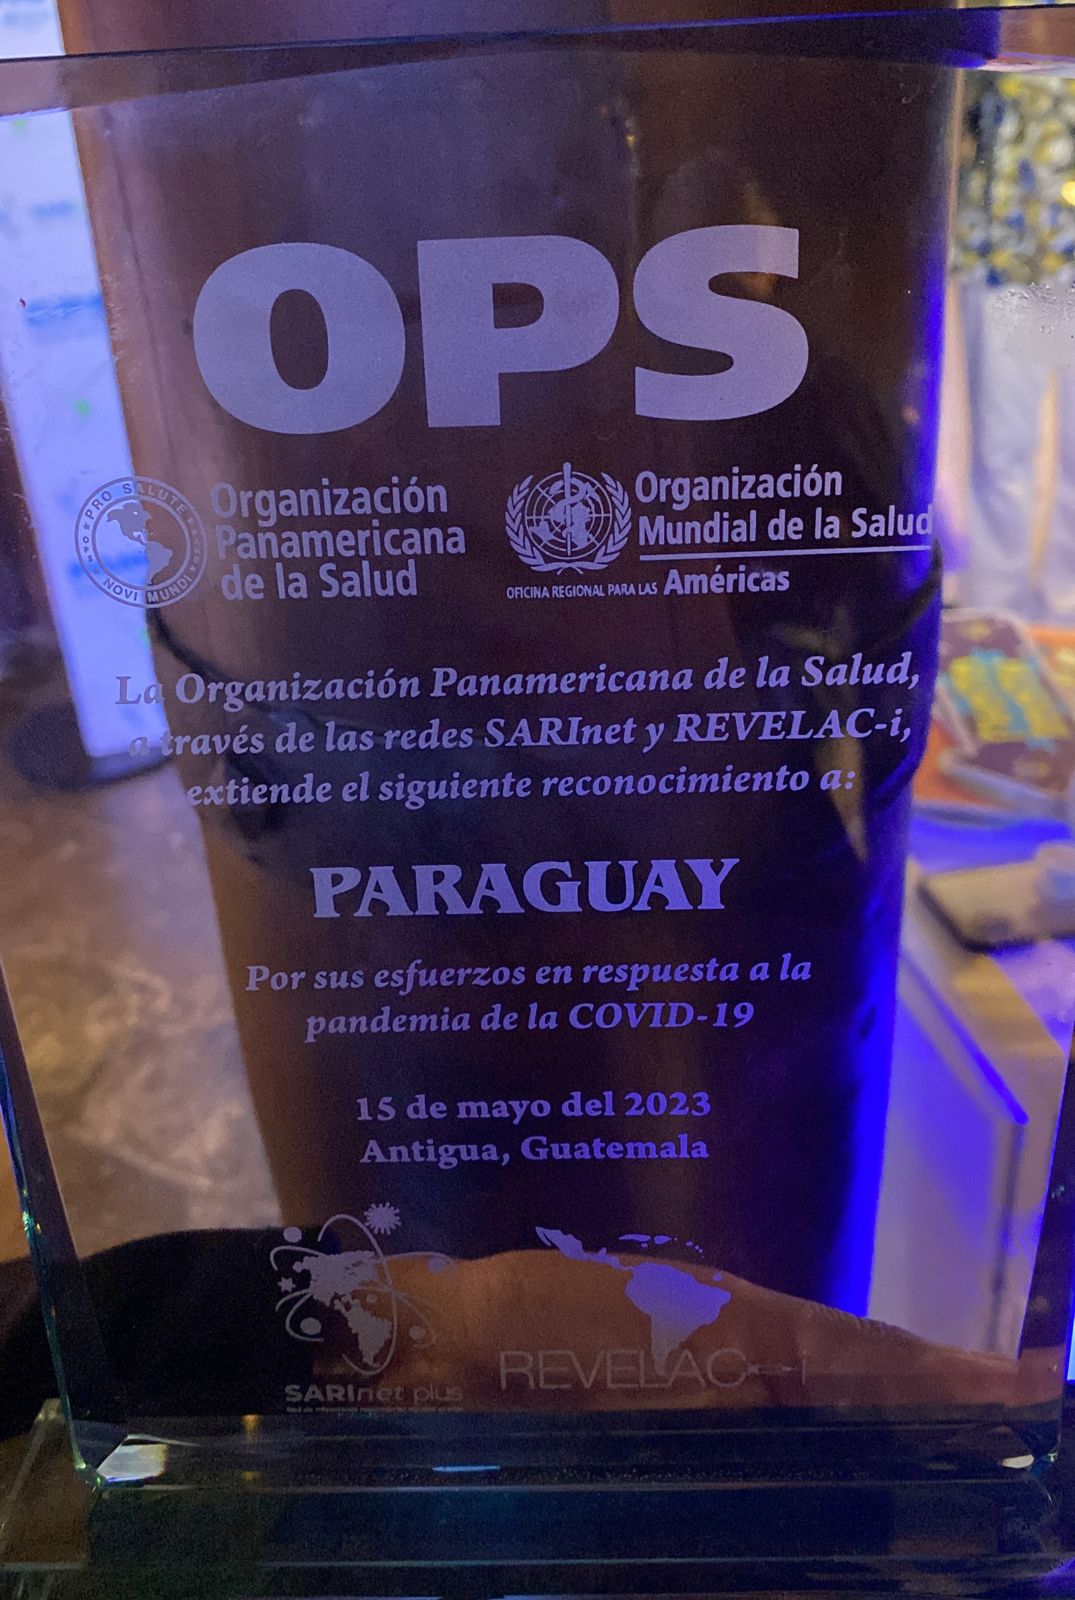 OPS
PRO SALUTE
NOVI MUNDI
Organización
Panamericana
de la Salud
Organización
Mundial de la Salud
OFICINA REGIONAL PARA LAS Américas
La Organización Panamericana de la Salud,
a través de las redes SARInet y REVELAC-i,
extiende el siguiente reconocimiento a:
PARAGUAY
Por sus esfuerzos en respuesta a la
pandemia de la COVID-19
15 de mayo del 2023
Antigua, Guatemala
SARInet plus
REVELAC-i